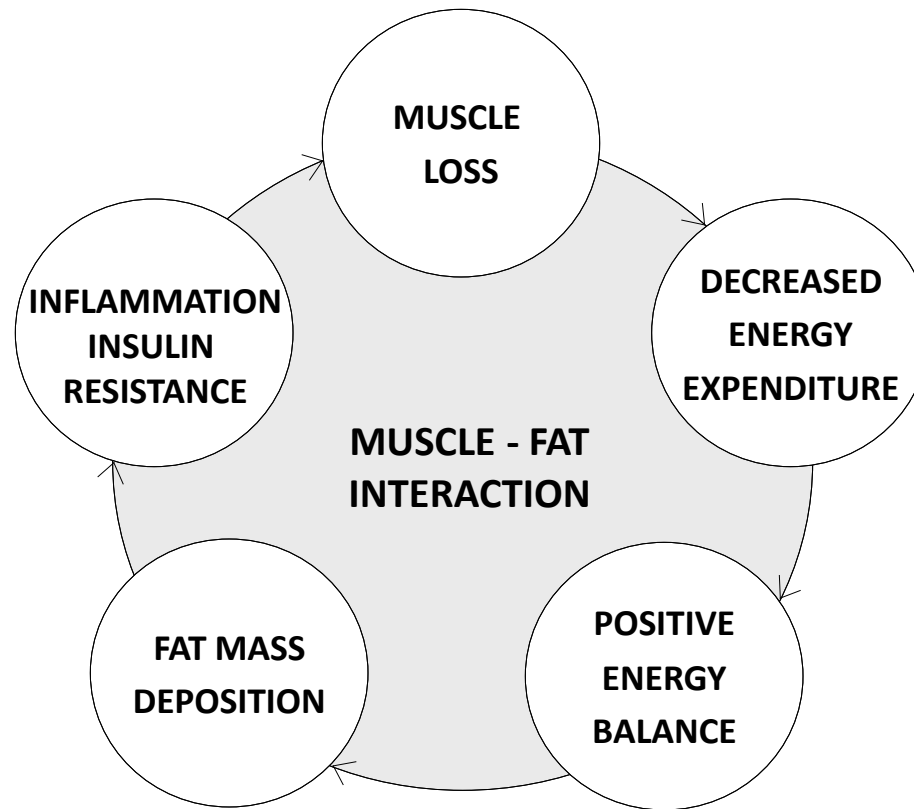 MUSCLE
LOSS
DECREASED
ENERGY
EXPENDITURE
POSITIVE
ENERGY
BALANCE
FAT MASS
DEPOSITION
INFLAMMATION
INSULIN
RESISTANCE
MUSCLE - FAT
INTERACTION